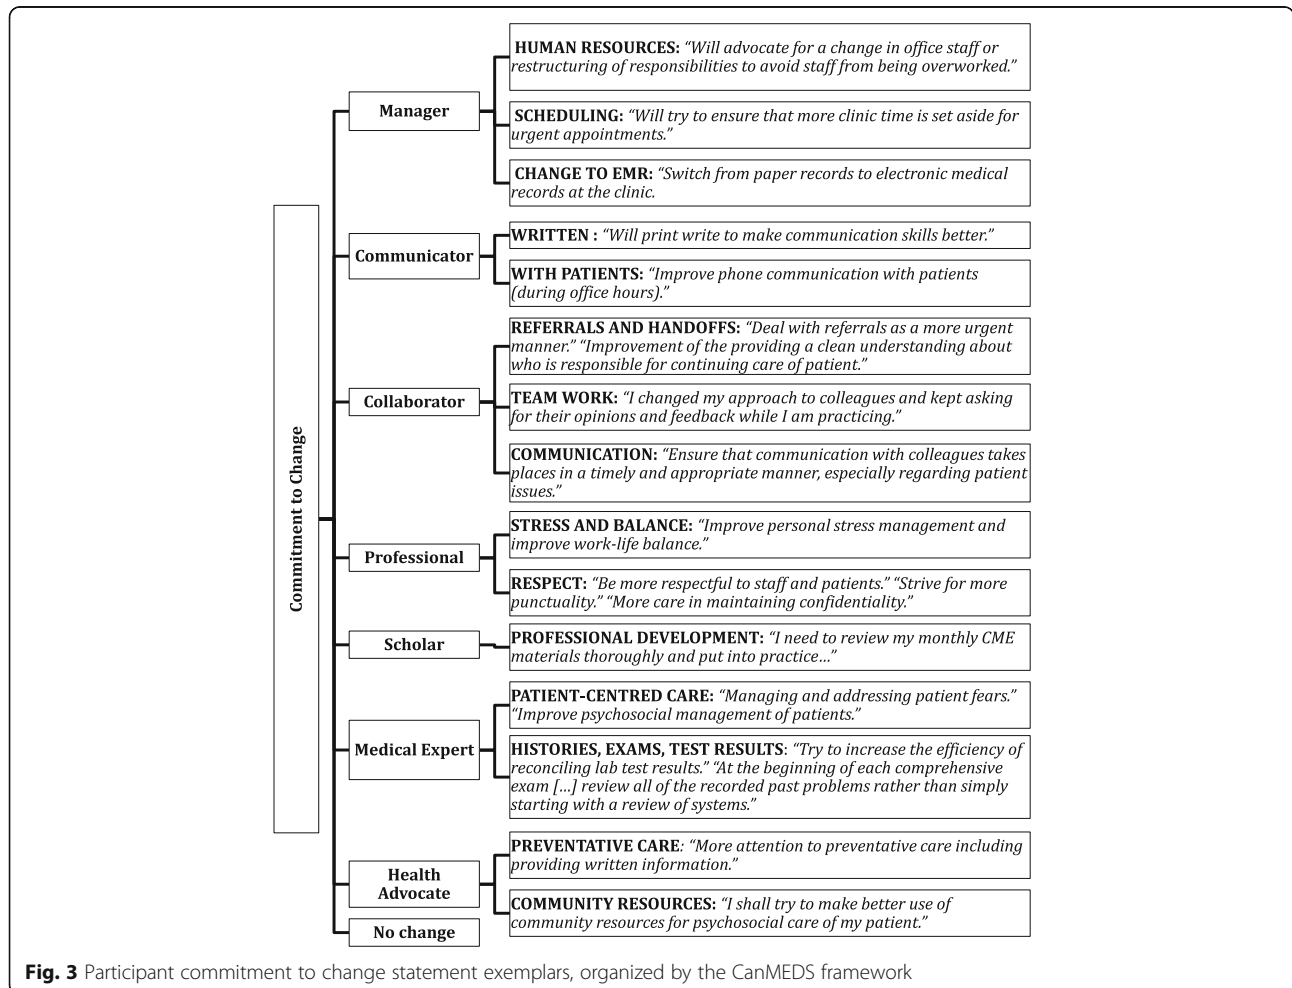 Commitment to Change
Manager
HUMAN RESOURCES: “Will advocate for a change in office staff or
restructuring of responsibilities to avoid staff from being overworked.”
SCHEDULING: “Will try to ensure that more clinic time is set aside for
urgent appointments.”
CHANGE TO EMR: “Switch from paper records to electronic medical
records at the clinic.
Communicator
WRITTEN : “Will print write to make communication skills better.”
WITH PATIENTS: “Improve phone communication with patients
(during office hours).”
Collaborator
REFERRALS AND HANDOFFS: “Deal with referrals as a more urgent
manner.” “Improvement of the providing a clean understanding about
who is responsible for continuing care of patient.”
TEAM WORK: “I changed my approach to colleagues and kept asking
for their opinions and feedback while I am practicing.”
COMMUNICATION: “Ensure that communication with colleagues takes
places in a timely and appropriate manner, especially regarding patient
issues.”
Professional
STRESS AND BALANCE: “Improve personal stress management and
improve work-life balance.”
RESPECT: “Be more respectful to staff and patients.” “Strive for more
punctuality.” “More care in maintaining confidentiality.”
Scholar
PROFESSIONAL DEVELOPMENT: “I need to review my monthly CME
materials thoroughly and put into practice…”
Medical Expert
PATIENT-CENTRED CARE: “Managing and addressing patient fears.”
“Improve psychosocial management of patients.”
HISTORIES, EXAMS, TEST RESULTS: “Try to increase the efficiency of
reconciling lab test results.” “At the beginning of each comprehensive
exam [...] review all of the recorded past problems rather than simply
starting with a review of systems.”
Health
Advocate
PREVENTATIVE CARE: “More attention to preventative care including
providing written information.”
COMMUNITY RESOURCES: “I shall try to make better use of
community resources for psychosocial care of my patient.”
No change
Fig. 3 Participant commitment to change statement exemplars, organized by the CanMEDS framework